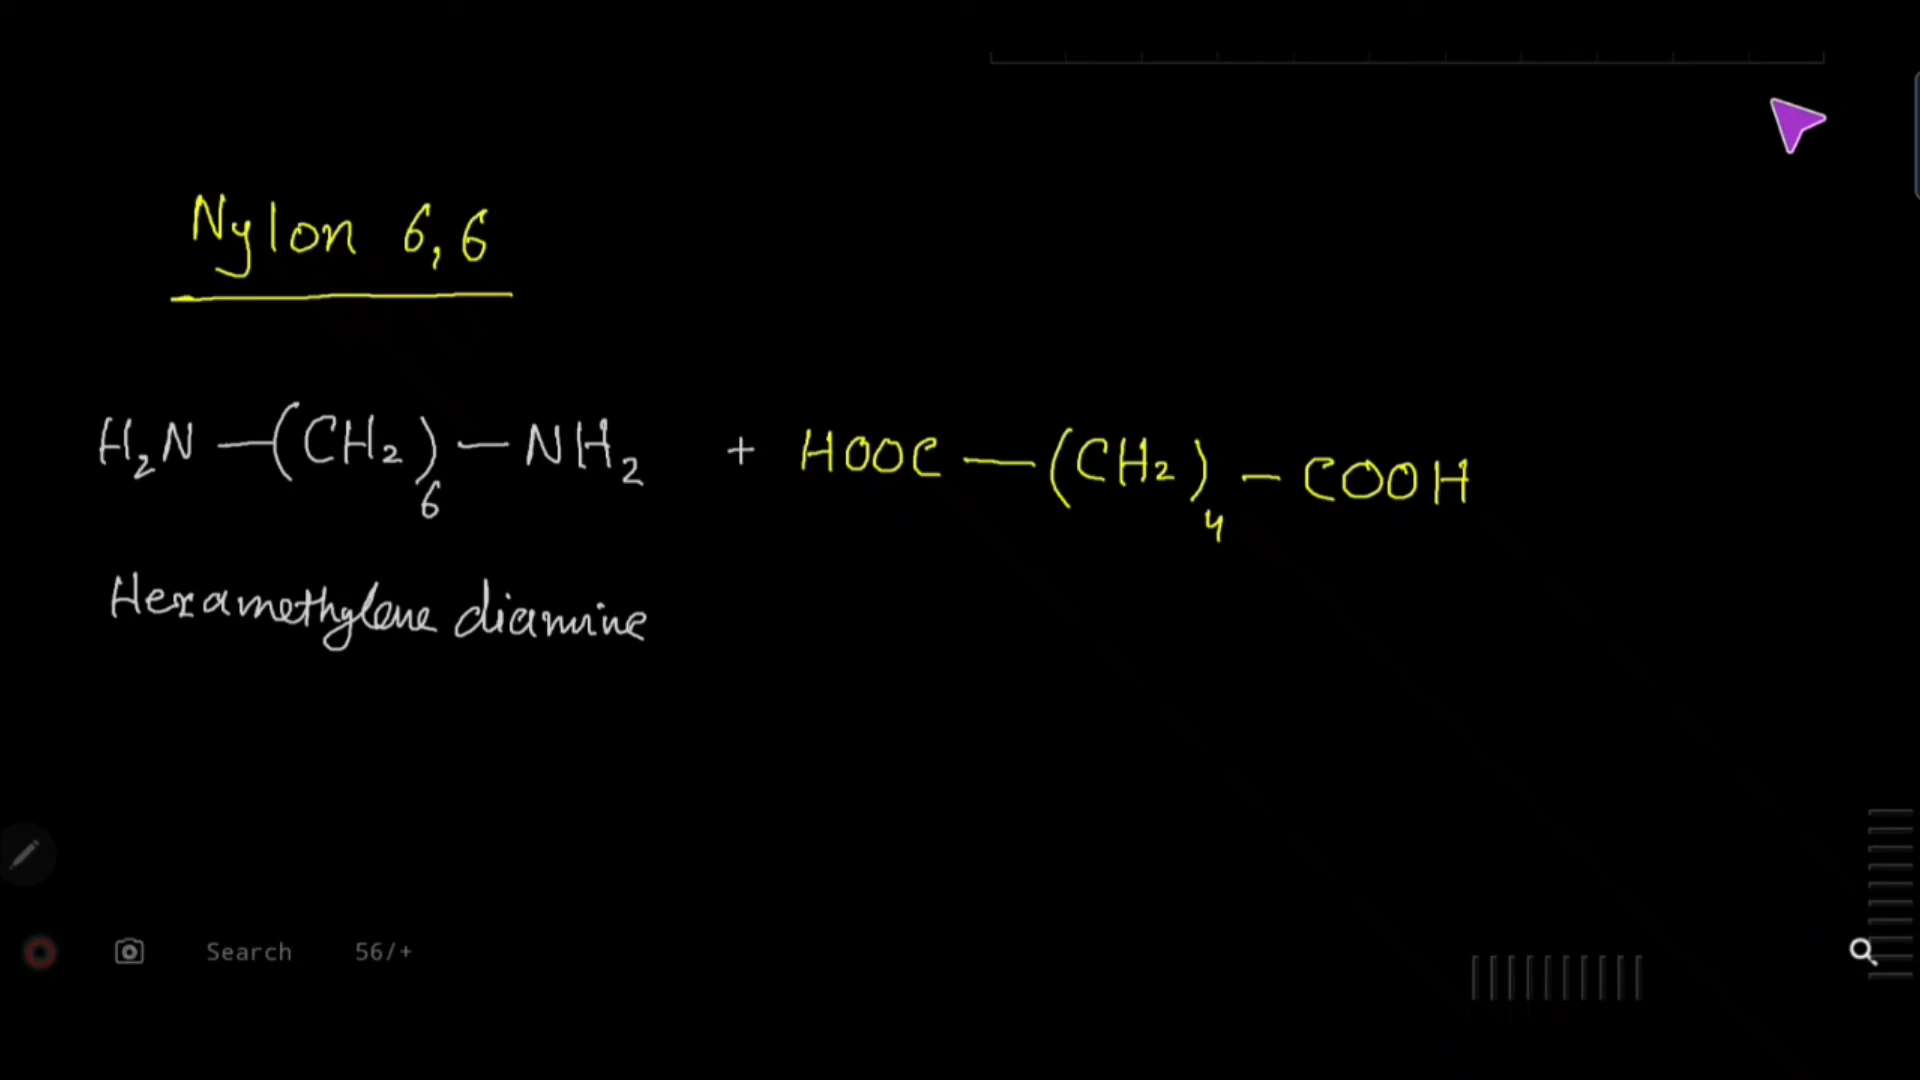 Nylon 6,6
H₂N—(CH₂)₆—NH₂ + HOOC—(CH₂)₄—COOH
Hexamethylene diamine
Search 56/+